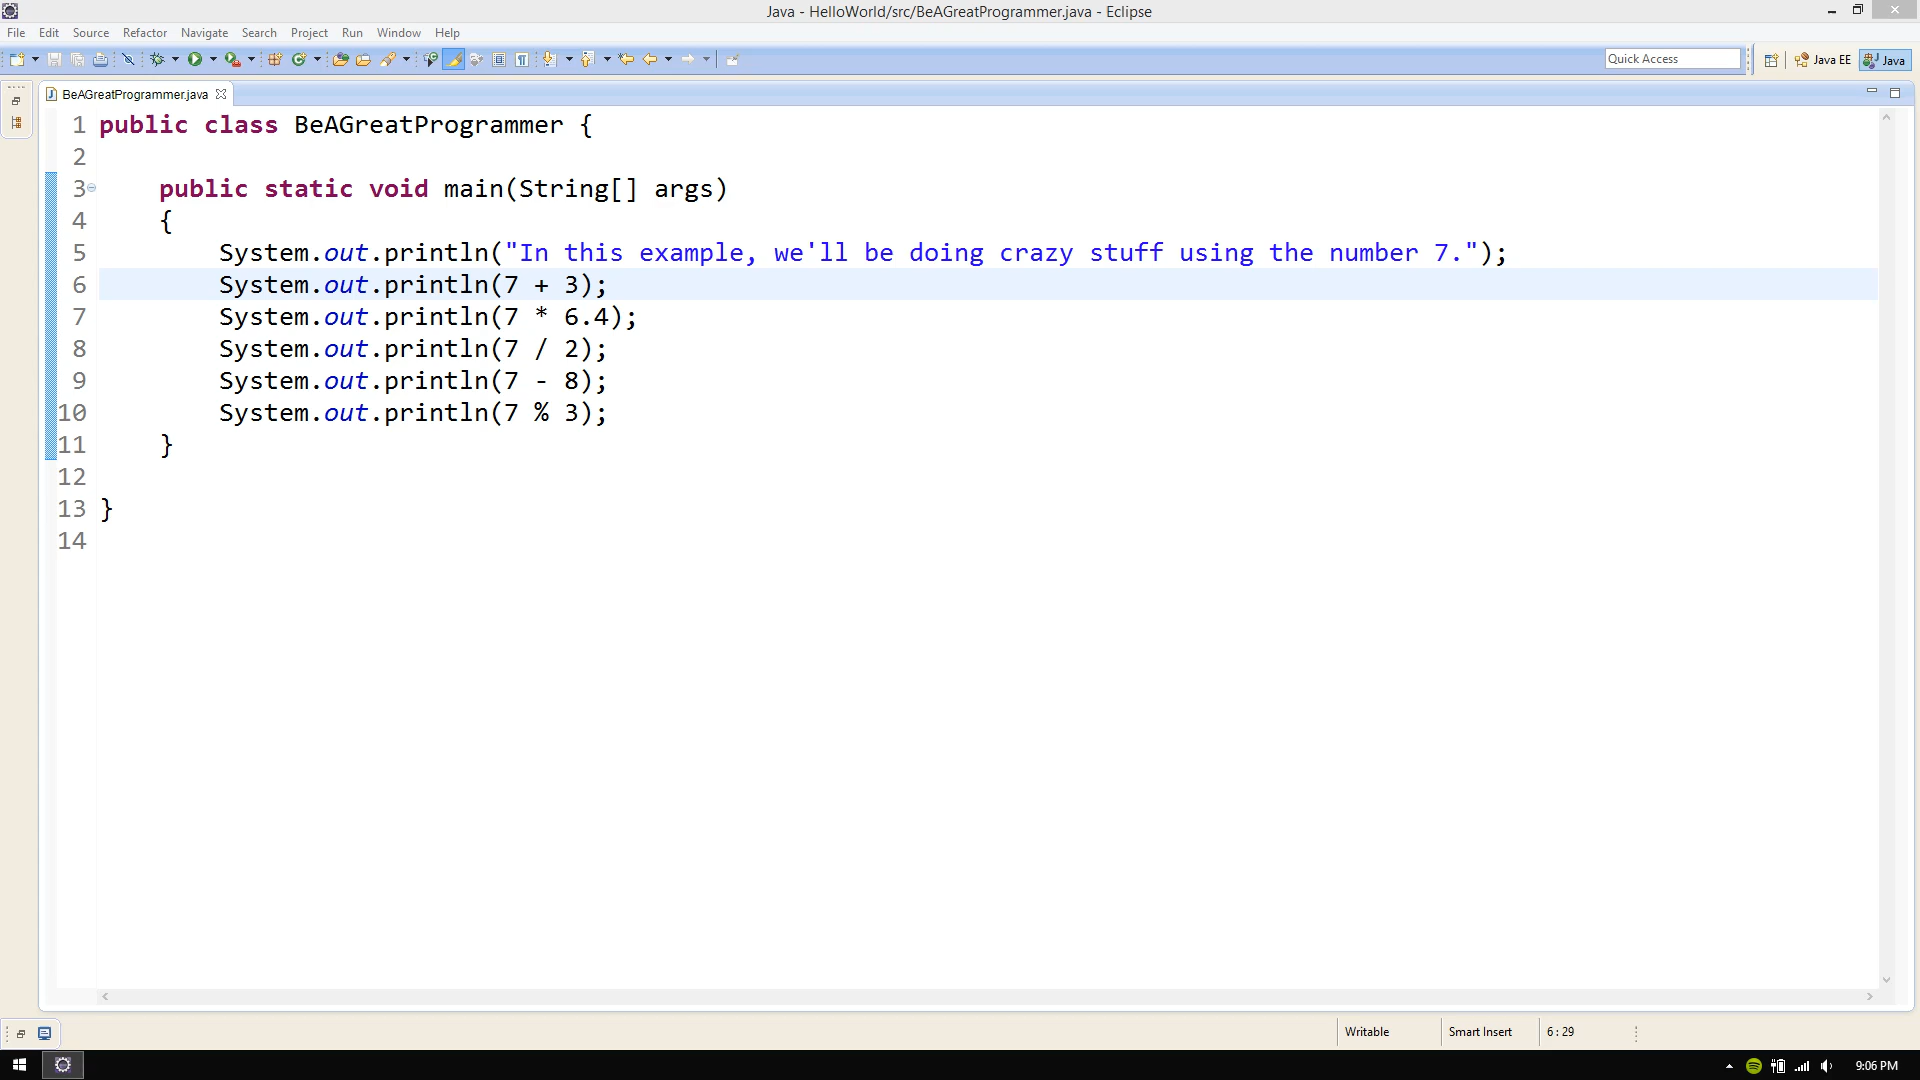 Java - HelloWorld/src/BeAGreatProgrammer.java - Eclipse
File Edit Source Refactor Navigate Search Project Run Window Help
Quick Access Java EE Java
BeAGreatProgrammer.java
1 public class BeAGreatProgrammer {
2
3 public static void main(String[] args)
4 {
5 System.out.println("In this example, we'll be doing crazy stuff using the number 7.");
6 System.out.println(7 + 3);
7 System.out.println(7 * 6.4);
8 System.out.println(7 / 2);
9 System.out.println(7 - 8);
10 System.out.println(7 % 3);
11 }
12
13 }
14
Writable Smart Insert 6 : 29
9:06 PM